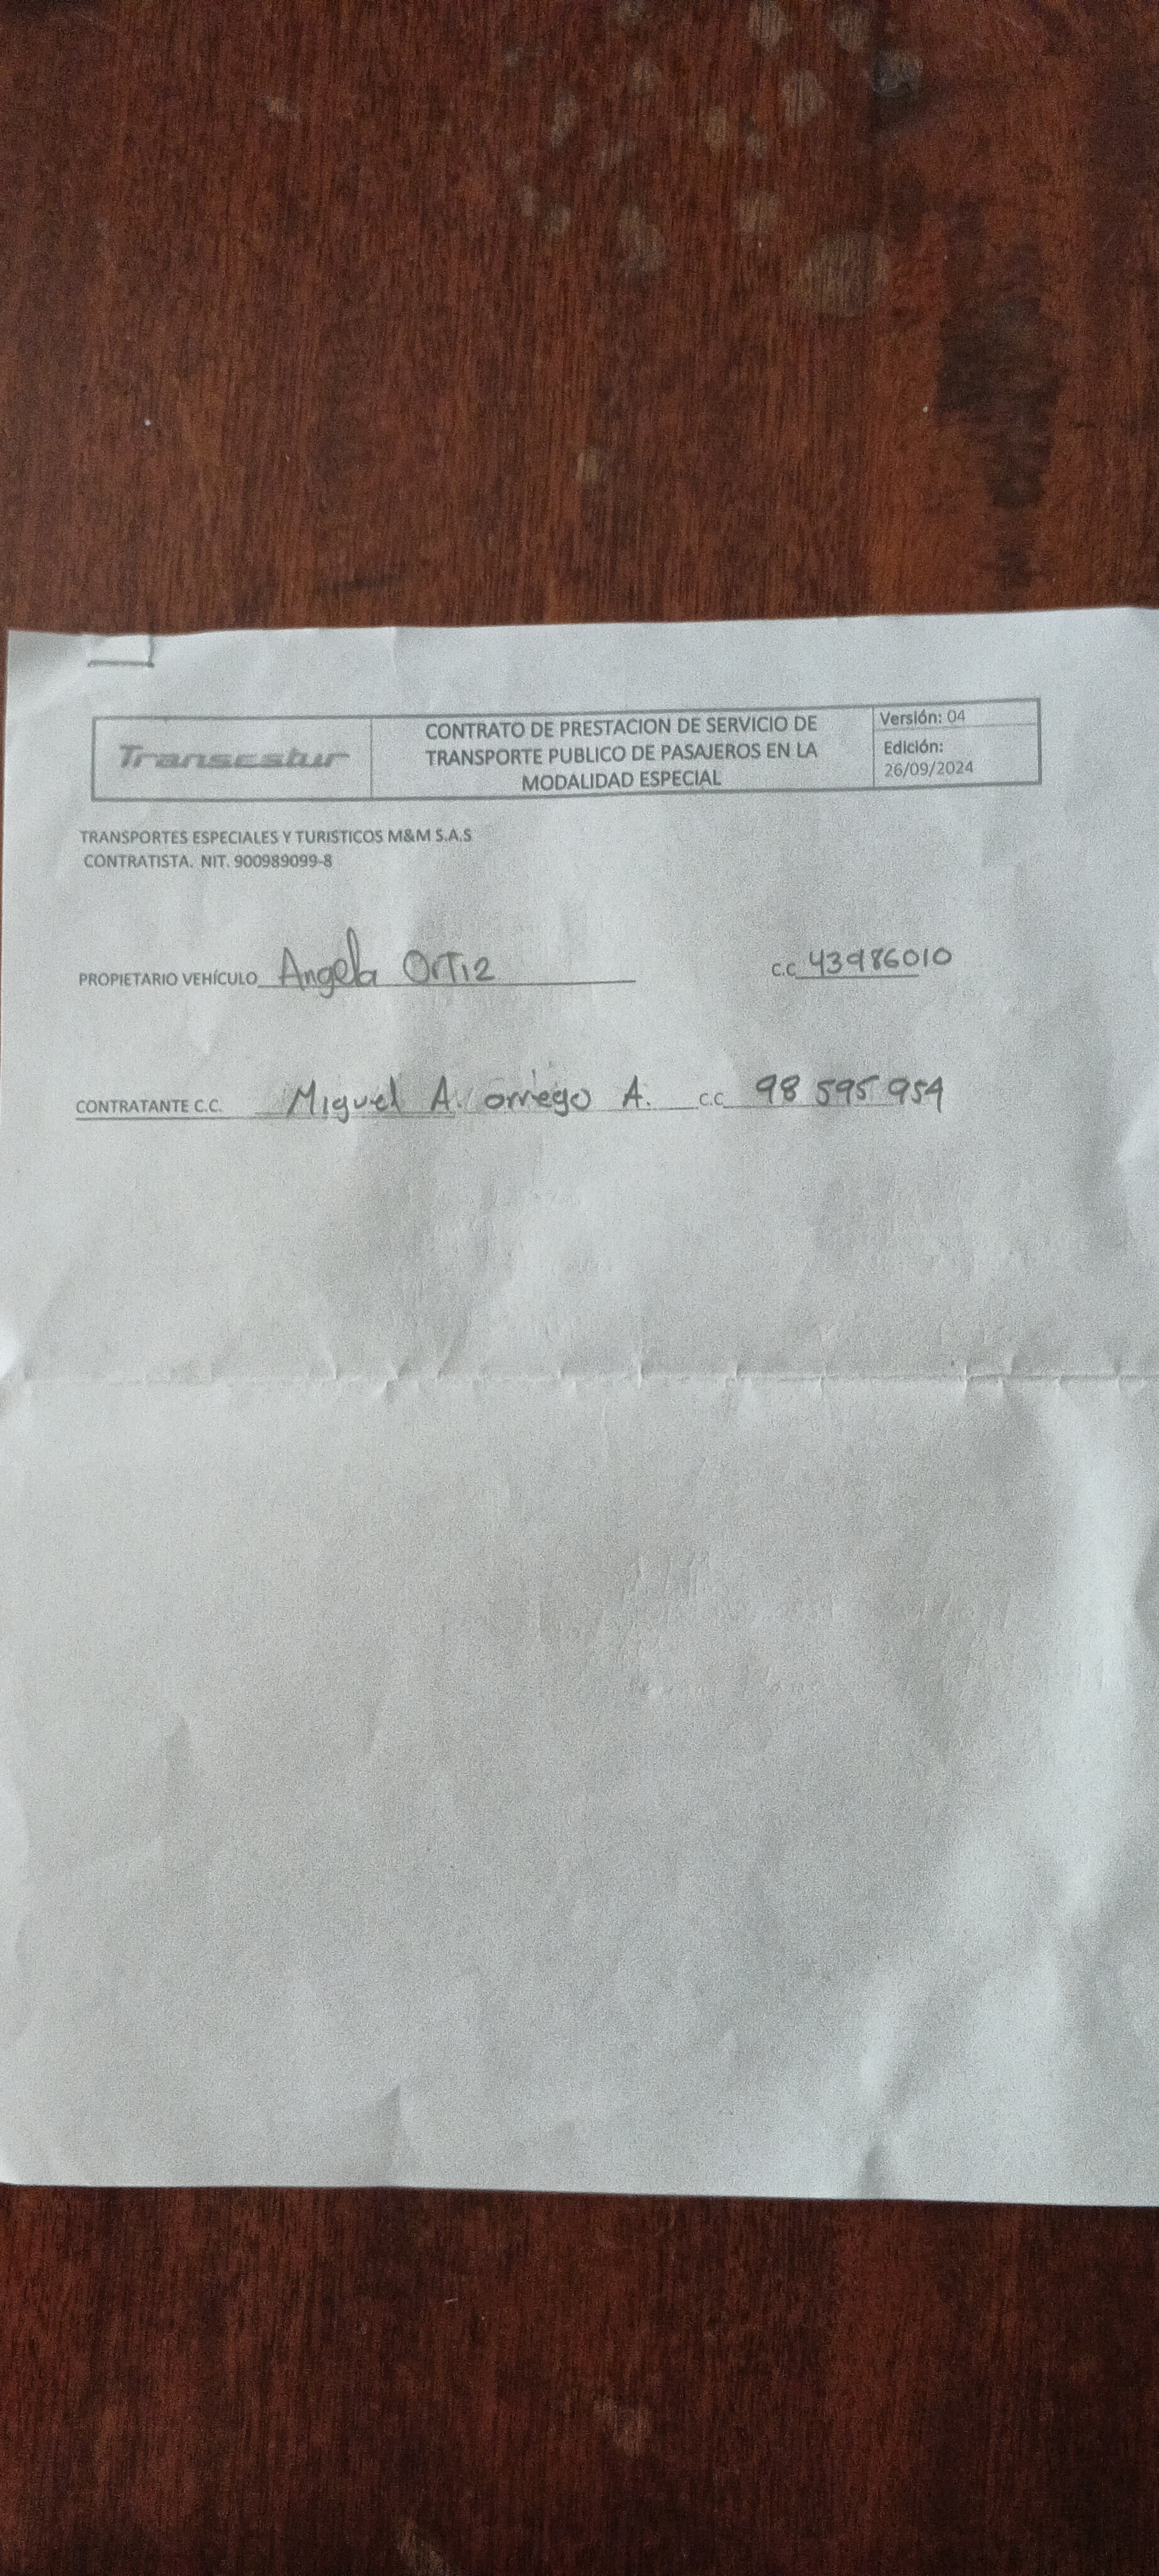 Transestur
CONTRATO DE PRESTACION DE SERVICIO DE
TRANSPORTE PUBLICO DE PASAJEROS EN LA
MODALIDAD ESPECIAL
Versión: 04
Edición:
26/09/2024
TRANSPORTES ESPECIALES Y TURISTICOS M&M S.A.S
CONTRATISTA. NIT. 900989099-8
PROPIETARIO VEHÍCULO Angela Ortiz C.C 43986010
CONTRATANTE C.C. Miguel A. orrego A. C.C 98 595 954